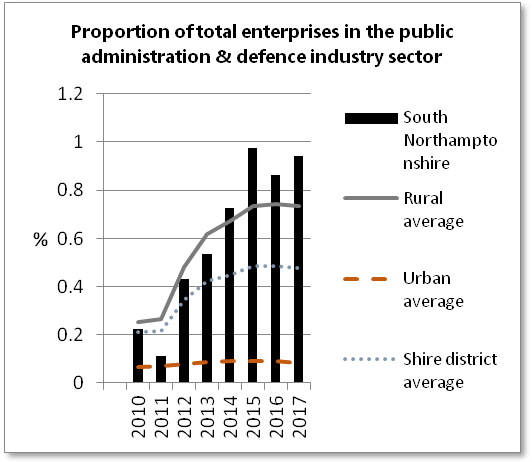 Proportion of total enterprises in the public
administration & defence industry sector
1.2
1
0.8
0.6
0.4
0.2
0
%
2010
2011
2012
2013
2014
2015
2016
2017
South
Northampto
nshire
Rural
average
Urban
average
Shire district
average